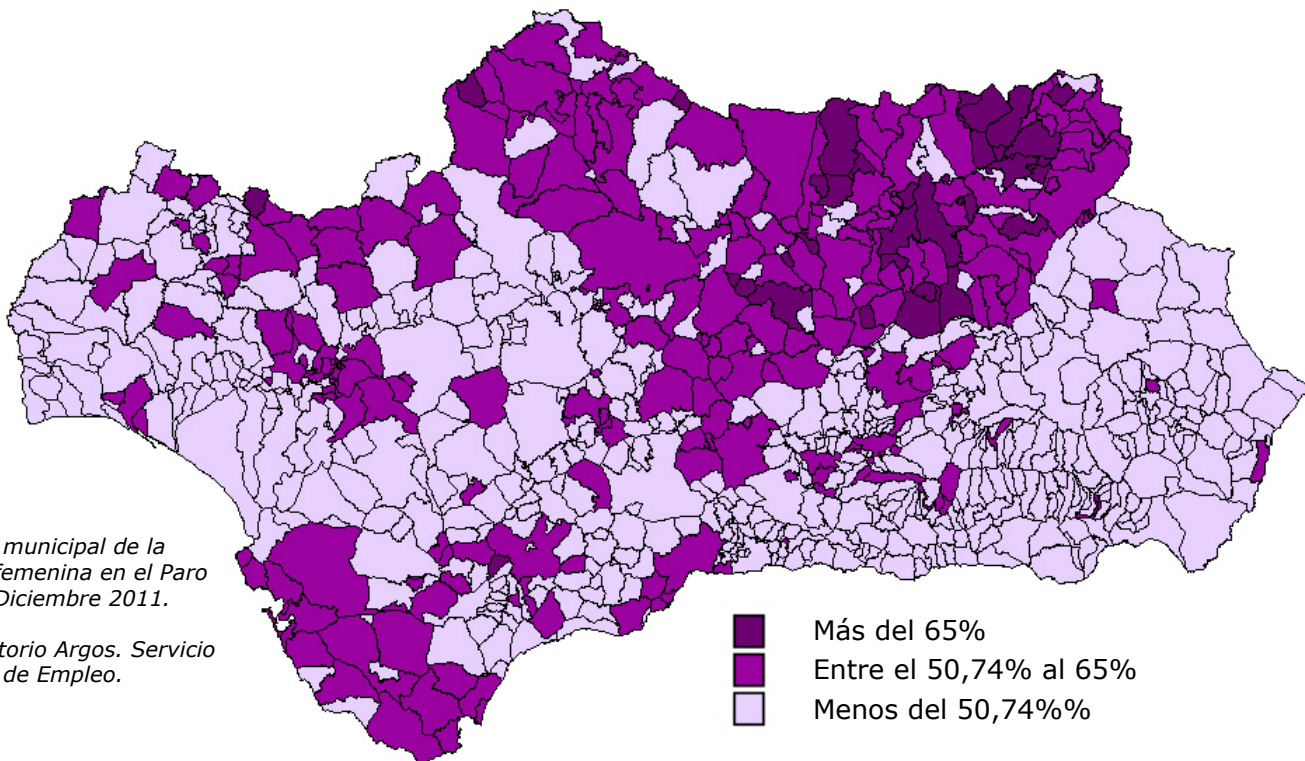 municipal de la
femenina en el Paro
Diciembre 2011.
torio Argos. Servicio
de Empleo.
Más del 65%
Entre el 50,74% al 65%
Menos del 50,74%%